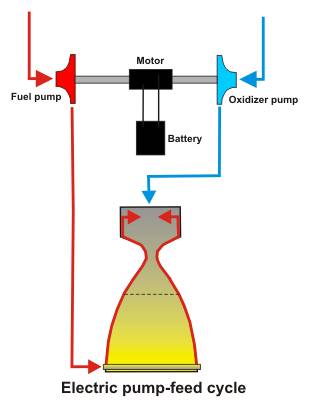 Motor
Fuel pump
Oxidizer pump
Battery
Electric pump-feed cycle